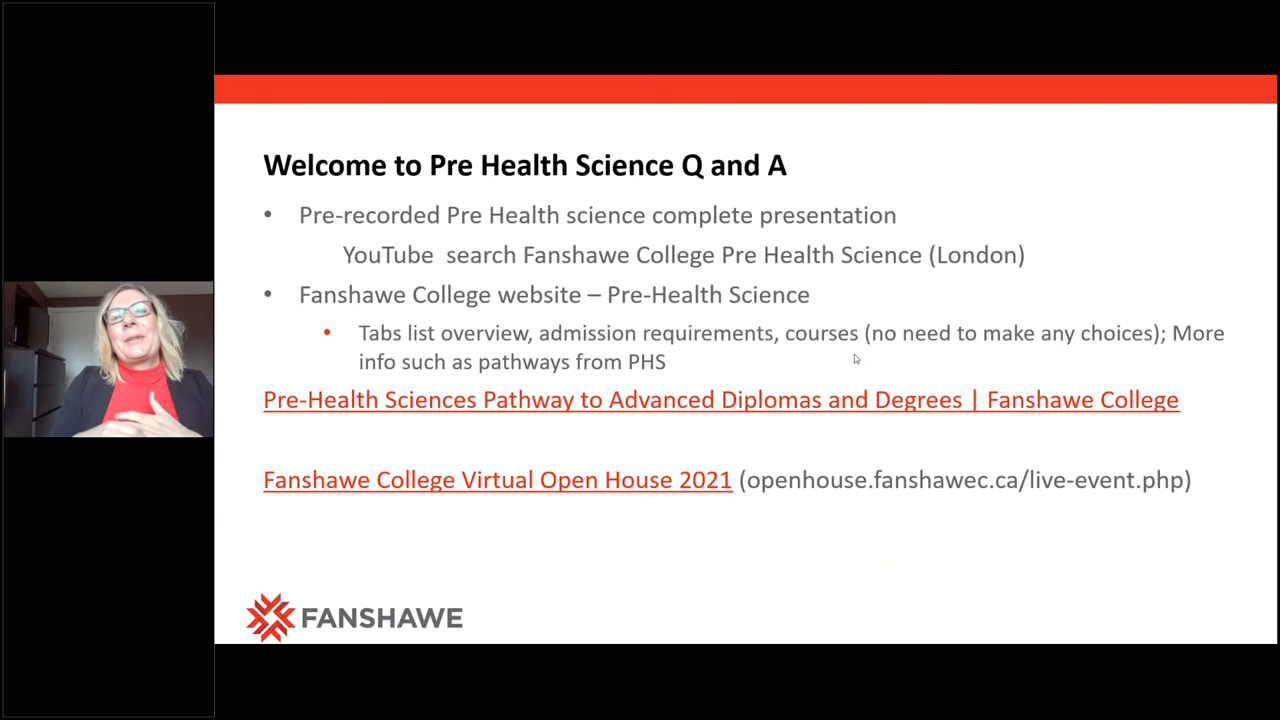 Welcome to Pre Health Science Q and A
• Pre-recorded Pre Health science complete presentation
YouTube  search Fanshawe College Pre Health Science (London)
• Fanshawe College website – Pre-Health Science
• Tabs list overview, admission requirements, courses (no need to make any choices); More
info such as pathways from PHS
Pre-Health Sciences Pathway to Advanced Diplomas and Degrees | Fanshawe College
Fanshawe College Virtual Open House 2021 (openhouse.fanshawec.ca/live-event.php)
FANSHAWE